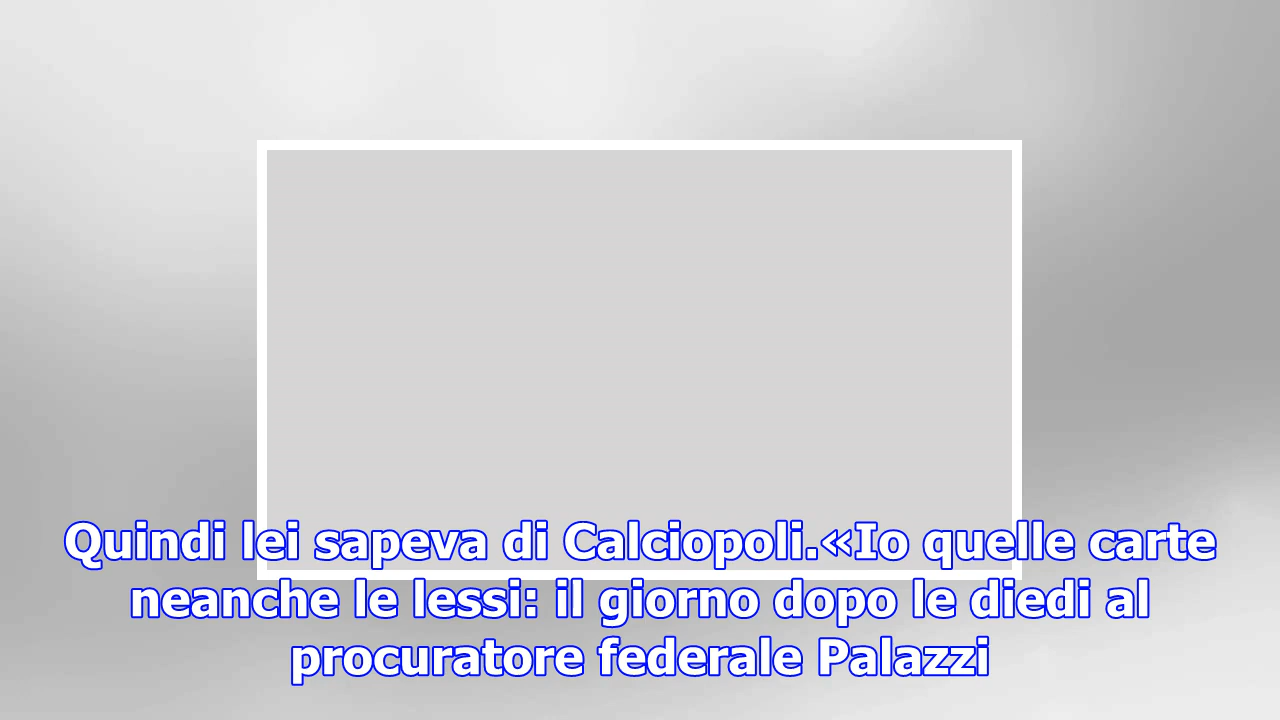 Quindi lei sapeva di Calciopoli.«Io quelle carte
neanche le lessi: il giorno dopo le diedi al
procuratore federale Palazzi